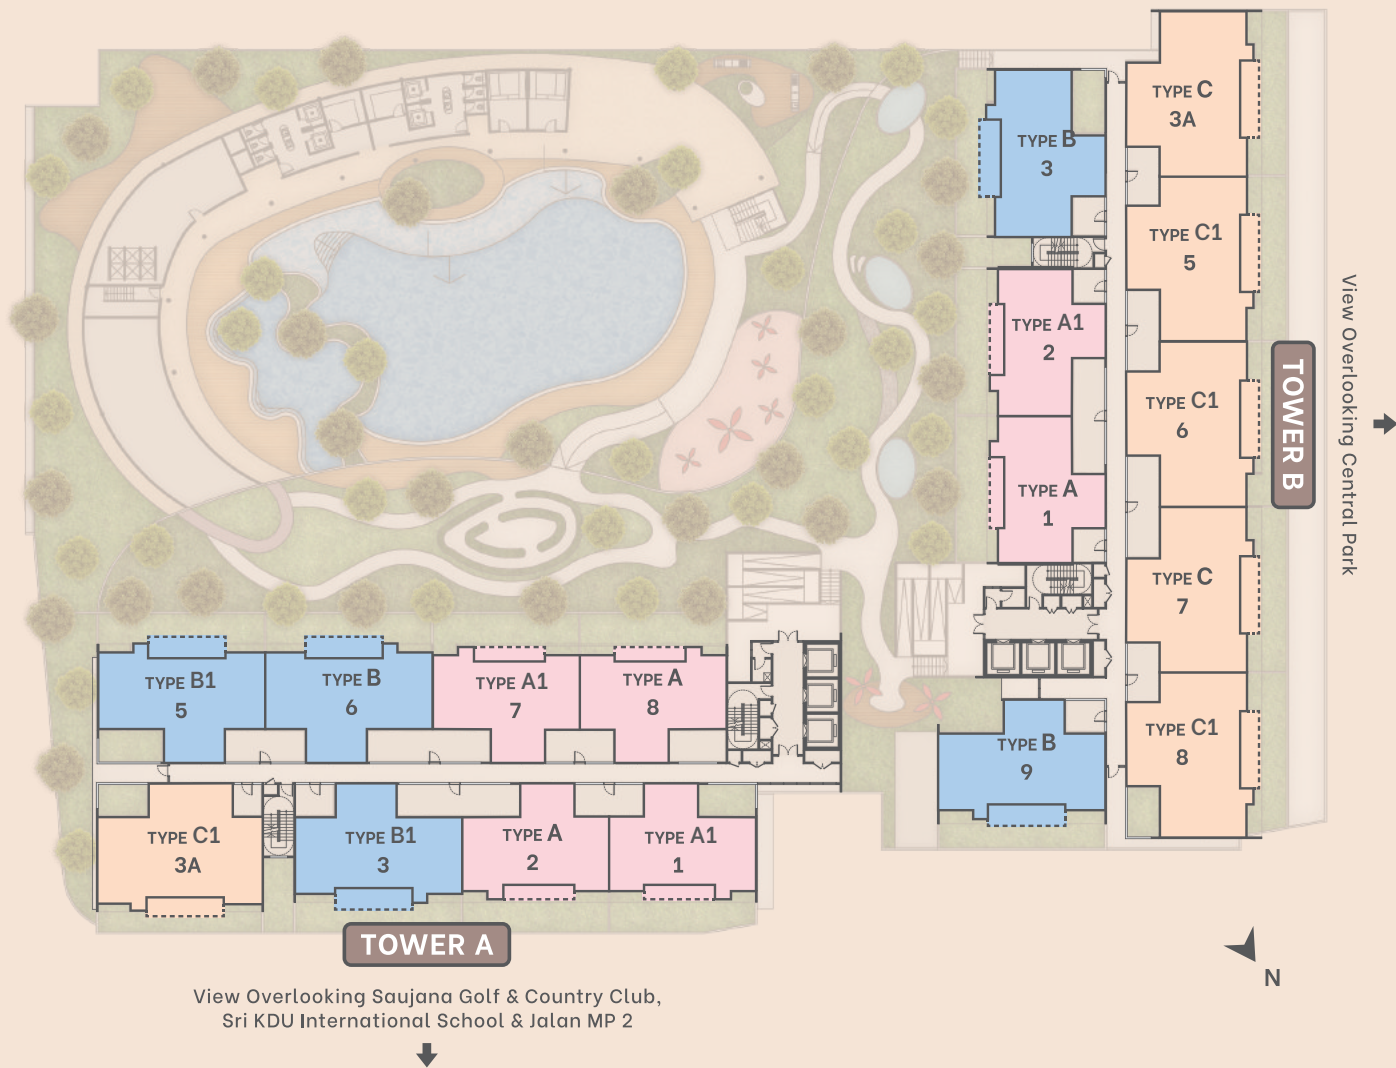 TYPE C
3A
TYPE B
3
TYPE C1
5
TYPE A1
2
TYPE C1
6
TYPE A
1
TYPE C
7
TYPE C1
8
TYPE B
9
TOWER B
View Overlooking Central Park
TYPE B1
5
TYPE B
6
TYPE A1
7
TYPE A
8
TYPE C1
3A
TYPE B1
3
TYPE A
2
TYPE A1
1
TOWER A
View Overlooking Saujana Golf & Country Club,
Sri KDU International School & Jalan MP 2
N